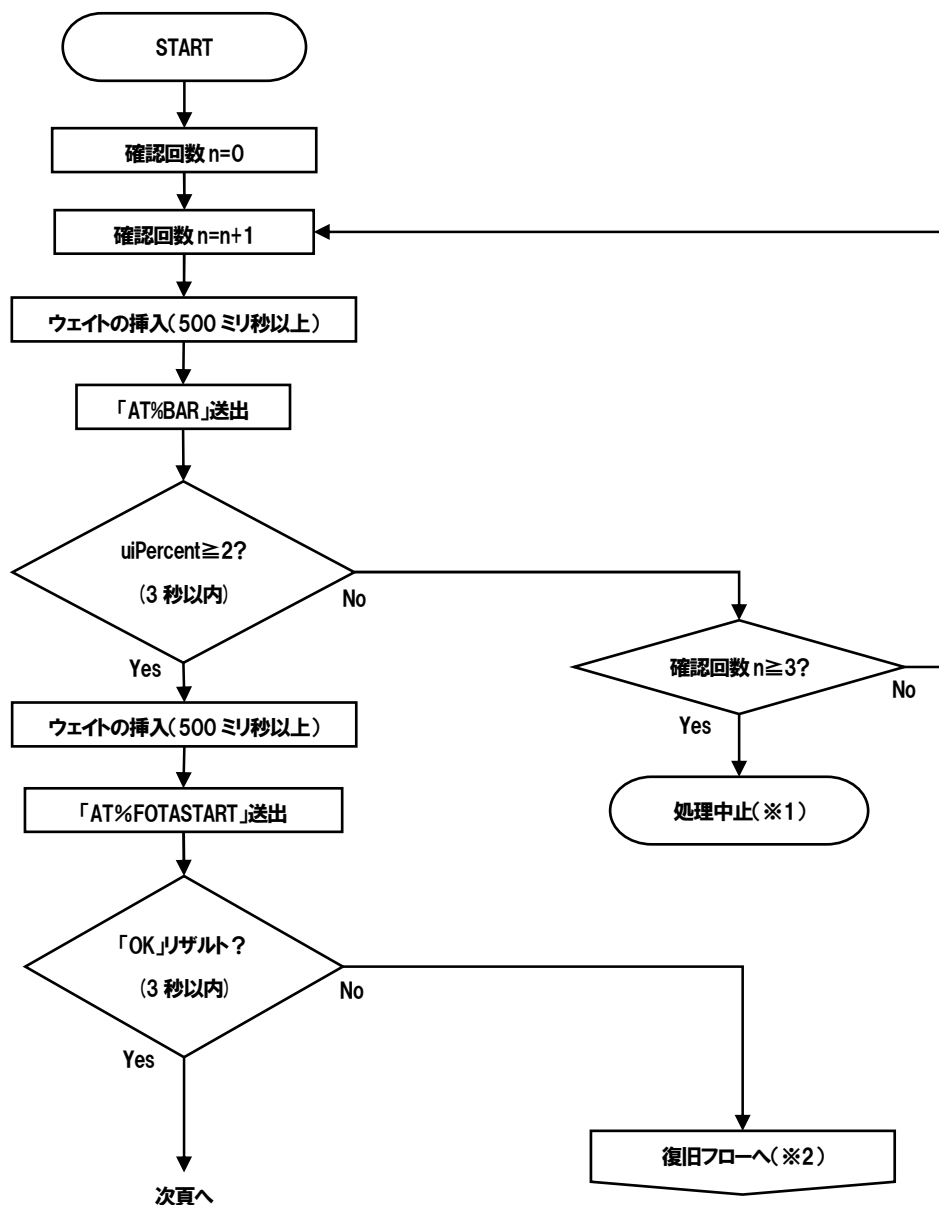 START
確認回数 n=0
確認回数 n=n+1
ウェイトの挿入(500 ミリ秒以上)
「AT%BAR」送出
uiPercent≧2?
(3 秒以内)
No
Yes
確認回数 n≧3?
No
Yes
処理中止(※1)
ウェイトの挿入(500 ミリ秒以上)
「AT%FOTASTART」送出
「OK」リザルト?
(3 秒以内)
No
Yes
復旧フローへ(※2)
次頁へ